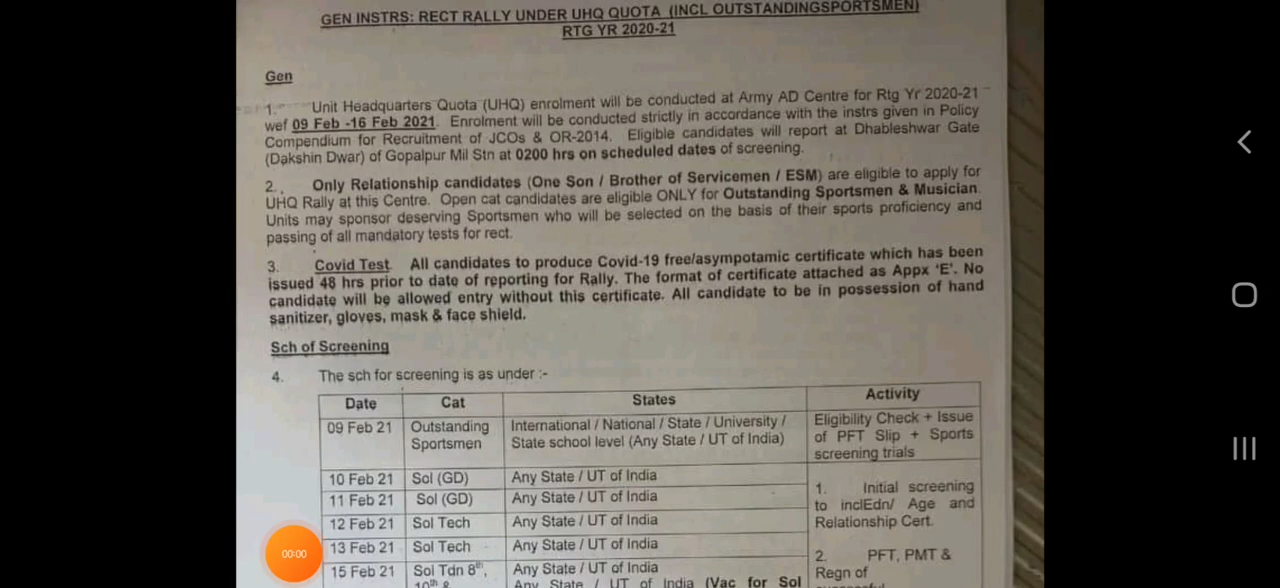 GEN INSTRS: RECT RALLY UNDER UHQ QUOTA (INCL OUTSTANDINGSPORTSMEN)
RTG YR 2020-21
Gen
1. Unit Headquarters Quota (UHQ) enrolment will be conducted at Army AD Centre for Rtg Yr 2020-21
wef 09 Feb -16 Feb 2021. Enrolment will be conducted strictly in accordance with the instrs given in Policy
Compendium for Recruitment of JCOs & OR-2014. Eligible candidates will report at Dhableshwar Gate
(Dakshin Dwar) of Gopalpur Mil Stn at 0200 hrs on scheduled dates of screening.
2. Only Relationship candidates (One Son / Brother of Servicemen / ESM) are eligible to apply for
UHQ Rally at this Centre. Open cat candidates are eligible ONLY for Outstanding Sportsmen & Musician.
Units may sponsor deserving Sportsmen who will be selected on the basis of their sports proficiency and
passing of all mandatory tests for rect.
3. Covid Test. All candidates to produce Covid-19 free/asympotamic certificate which has been
issued 48 hrs prior to date of reporting for Rally. The format of certificate attached as Appx 'E'. No
candidate will be allowed entry without this certificate. All candidate to be in possession of hand
sanitizer, gloves, mask & face shield.
Sch of Screening
4. The sch for screening is as under :-
Date Cat States Activity
09 Feb 21 Outstanding International / National / State / University / Eligibility Check + Issue
Sportsmen State school level (Any State / UT of India) of PFT Slip + Sports
screening trials
10 Feb 21 Sol (GD) Any State / UT of India 1. Initial screening
11 Feb 21 Sol (GD) Any State / UT of India to inclEdn/ Age and
12 Feb 21 Sol Tech Any State / UT of India Relationship Cert.
13 Feb 21 Sol Tech Any State / UT of India 2. PFT, PMT &
15 Feb 21 Sol Tdn 8th, Any State / UT of India Regn of
10th & Any State / UT of India (Vac for Sol
00:00